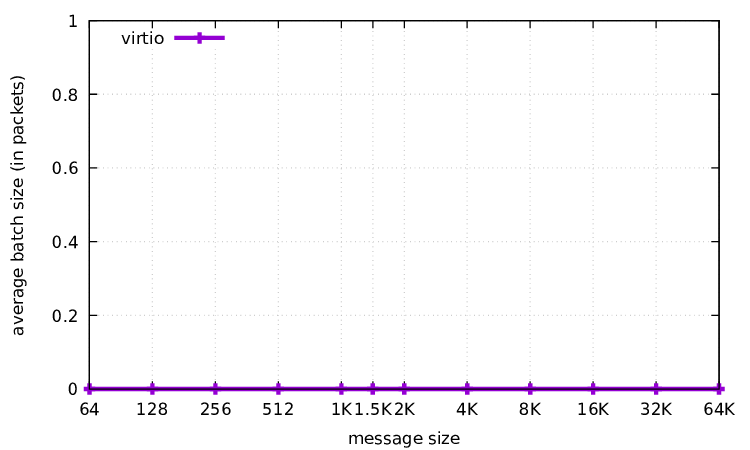 1
virtio
0.8
0.6
0.4
0.2
0
average batch size (in packets)
64 128 256 512 1K 1.5K 2K 4K 8K 16K 32K 64K
message size